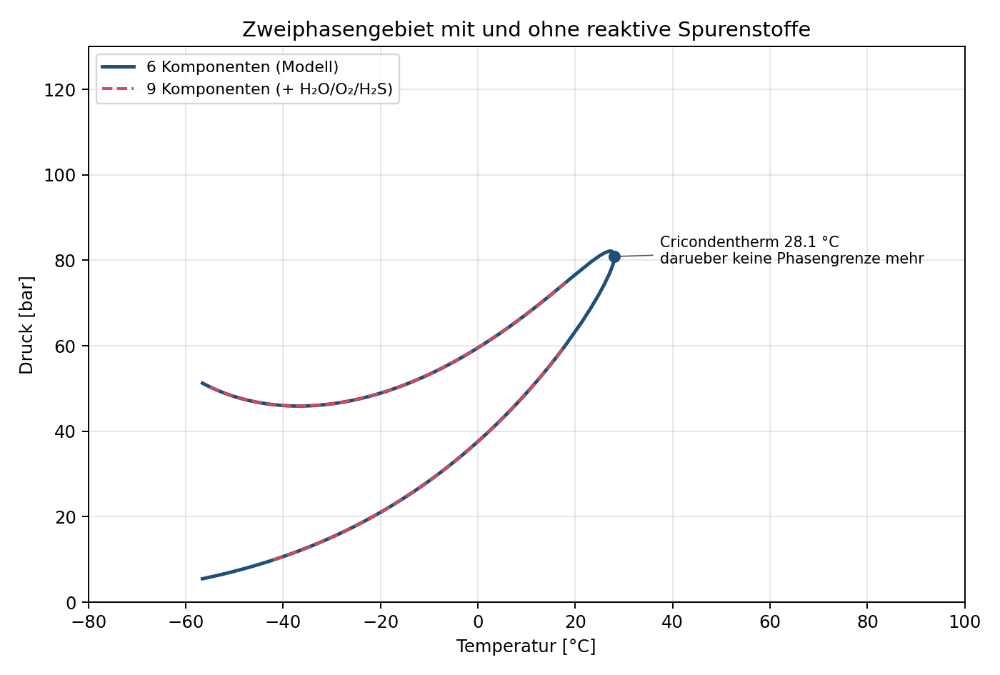 Zweiphasengebiet mit und ohne reaktive Spurenstoffe
6 Komponenten (Modell)
9 Komponenten (+ H₂O/O₂/H₂S)
Cricondentherm 28.1 °C
darueber keine Phasengrenze mehr
Druck [bar]
120
100
80
60
40
20
0
−80
−60
−40
−20
0
20
40
60
80
100
Temperatur [°C]